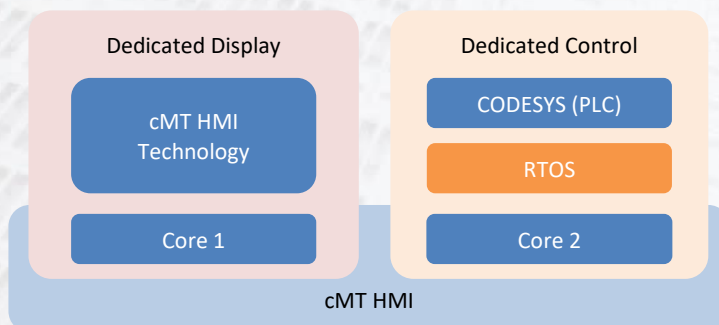 Dedicated Display
cMT HMI
Technology
Core 1
Dedicated Control
CODESYS (PLC)
RTOS
Core 2
cMT HMI